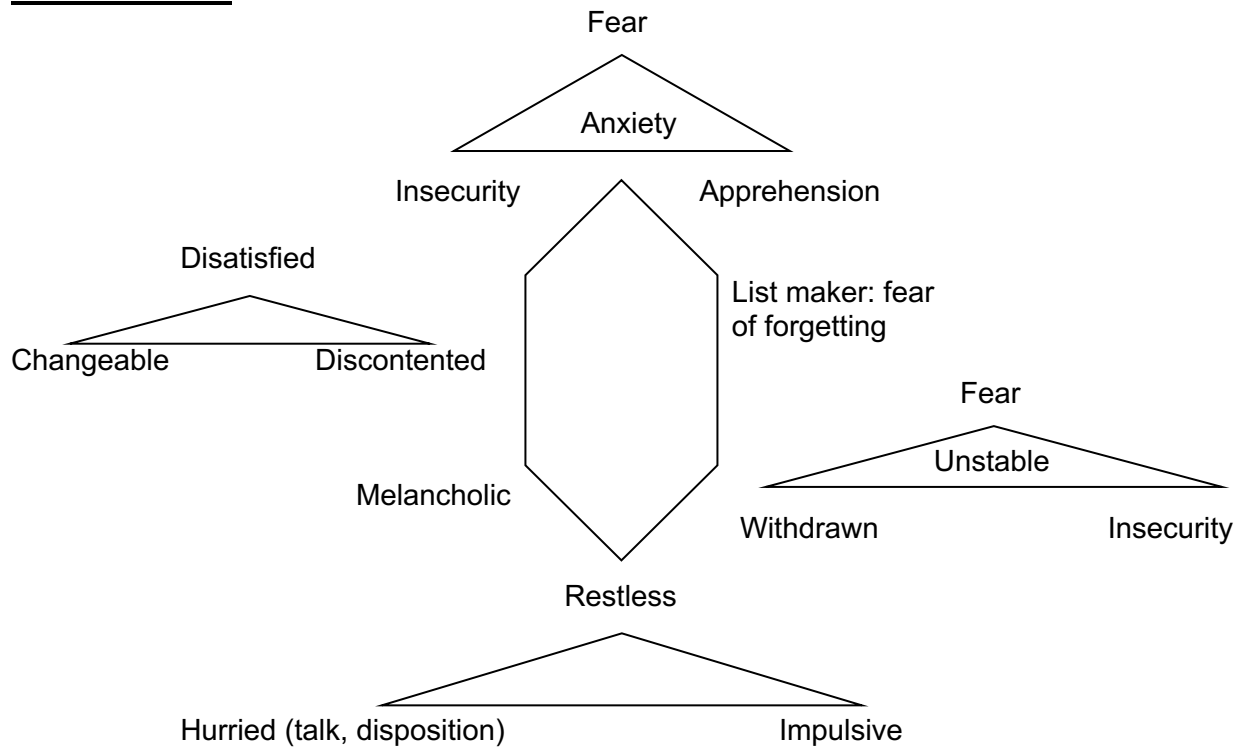 Fear
Anxiety
Insecurity
Apprehension
Disatisfied
Changeable
Discontented
List maker: fear
of forgetting
Fear
Unstable
Withdrawn
Insecurity
Melancholic
Restless
Hurried (talk, disposition)
Impulsive